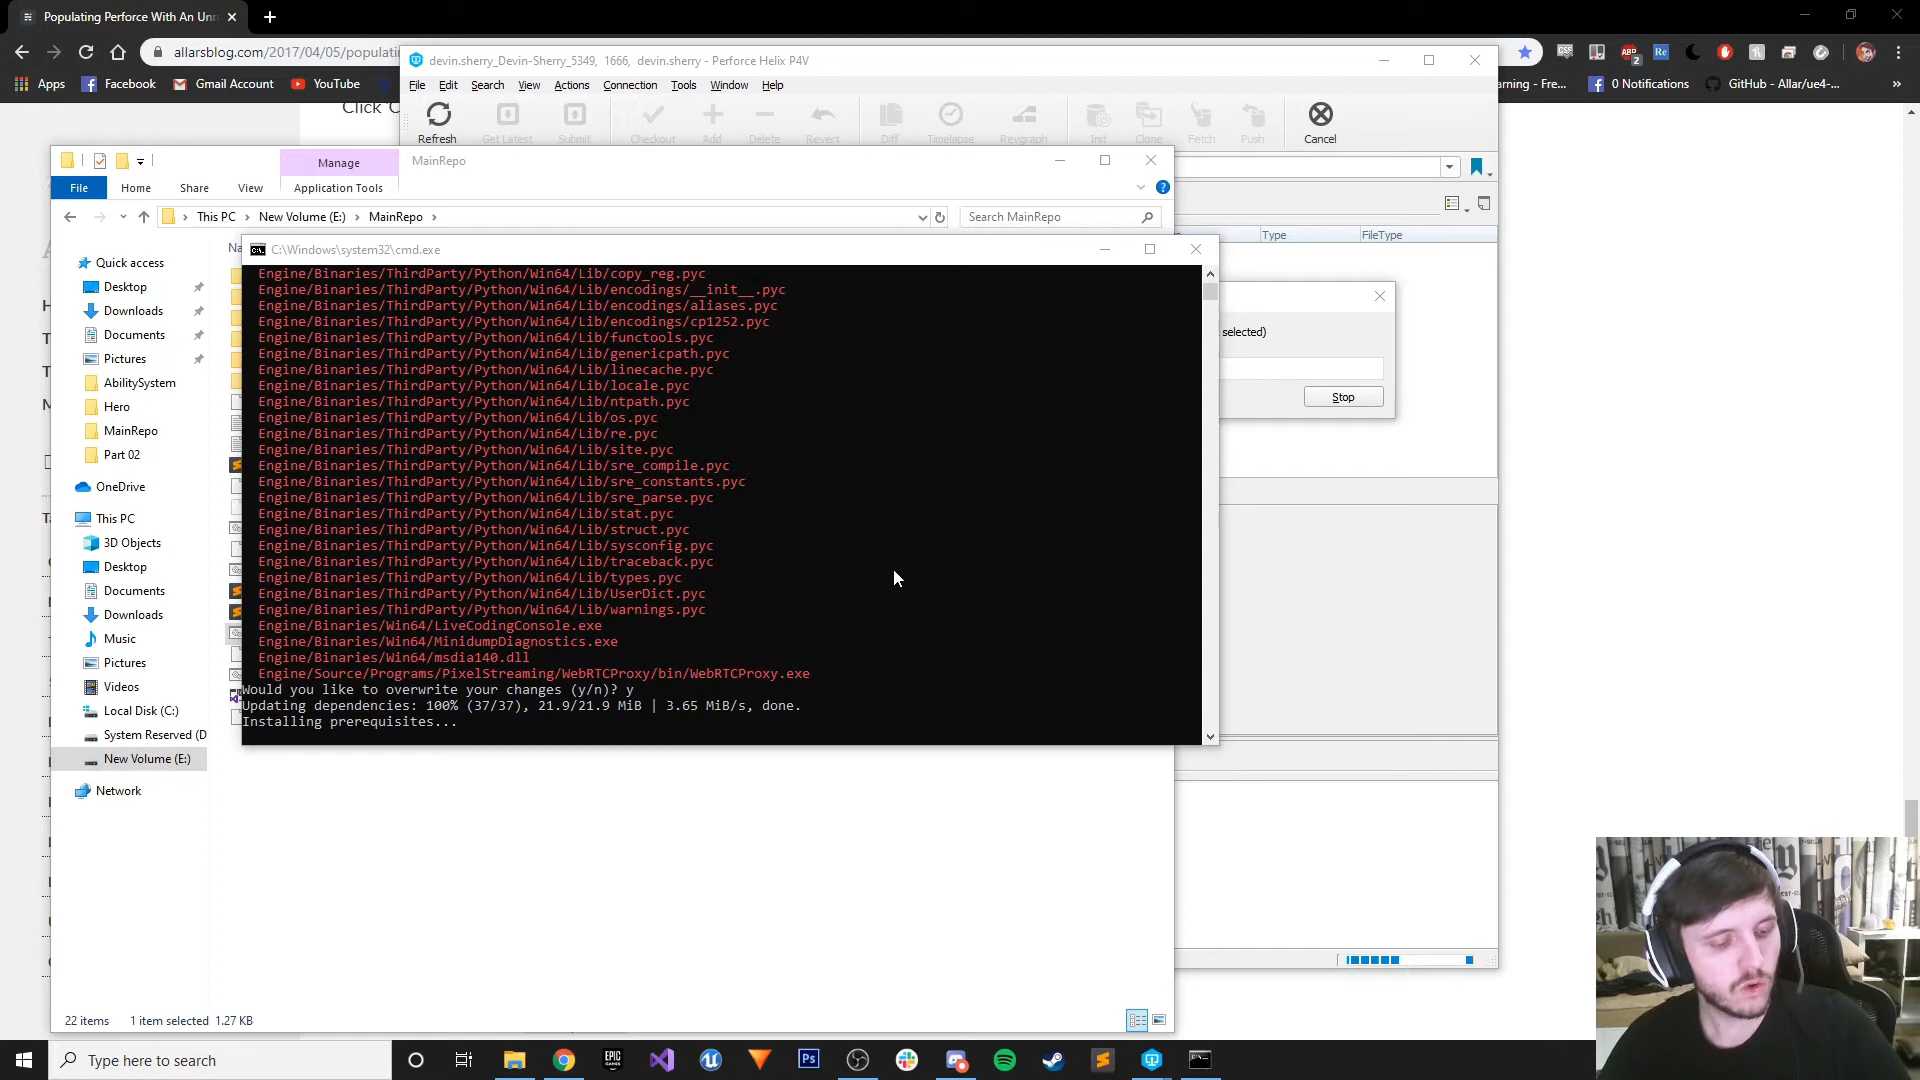 Populating Perforce With An Unr
allarsblog.com/2017/04/05/populati
Apps
Facebook
Gmail Account
YouTube
arning - Fre...
0 Notifications
GitHub - Allar/ue4-...
Click 'C
devin.sherry_Devin-Sherry_5349, 1666, devin.sherry - Perforce Helix P4V
File Edit Search View Actions Connection Tools Window Help
Refresh Get Latest Submit Checkout Add Delete Revert Diff Timelapse Revgraph Init Clone Fetch Push Cancel
Type FileType
selected)
Stop
Manage MainRepo
File Home Share View Application Tools
This PC > New Volume (E:) > MainRepo >
Search MainRepo
Quick access
Desktop
Downloads
Documents
Pictures
AbilitySystem
Hero
MainRepo
Part 02
OneDrive
This PC
3D Objects
Desktop
Documents
Downloads
Music
Pictures
Videos
Local Disk (C:)
System Reserved (D
New Volume (E:)
Network
22 items 1 item selected 1.27 KB
C:\Windows\system32\cmd.exe
Engine/Binaries/ThirdParty/Python/Win64/Lib/copy_reg.pyc
Engine/Binaries/ThirdParty/Python/Win64/Lib/encodings/__init__.pyc
Engine/Binaries/ThirdParty/Python/Win64/Lib/encodings/aliases.pyc
Engine/Binaries/ThirdParty/Python/Win64/Lib/encodings/cp1252.pyc
Engine/Binaries/ThirdParty/Python/Win64/Lib/functools.pyc
Engine/Binaries/ThirdParty/Python/Win64/Lib/genericpath.pyc
Engine/Binaries/ThirdParty/Python/Win64/Lib/linecache.pyc
Engine/Binaries/ThirdParty/Python/Win64/Lib/locale.pyc
Engine/Binaries/ThirdParty/Python/Win64/Lib/ntpath.pyc
Engine/Binaries/ThirdParty/Python/Win64/Lib/os.pyc
Engine/Binaries/ThirdParty/Python/Win64/Lib/re.pyc
Engine/Binaries/ThirdParty/Python/Win64/Lib/site.pyc
Engine/Binaries/ThirdParty/Python/Win64/Lib/sre_compile.pyc
Engine/Binaries/ThirdParty/Python/Win64/Lib/sre_constants.pyc
Engine/Binaries/ThirdParty/Python/Win64/Lib/sre_parse.pyc
Engine/Binaries/ThirdParty/Python/Win64/Lib/stat.pyc
Engine/Binaries/ThirdParty/Python/Win64/Lib/struct.pyc
Engine/Binaries/ThirdParty/Python/Win64/Lib/sysconfig.pyc
Engine/Binaries/ThirdParty/Python/Win64/Lib/traceback.pyc
Engine/Binaries/ThirdParty/Python/Win64/Lib/types.pyc
Engine/Binaries/ThirdParty/Python/Win64/Lib/UserDict.pyc
Engine/Binaries/ThirdParty/Python/Win64/Lib/warnings.pyc
Engine/Binaries/Win64/LiveCodingConsole.exe
Engine/Binaries/Win64/MinidumpDiagnostics.exe
Engine/Binaries/Win64/msdia140.dll
Engine/Source/Programs/PixelStreaming/WebRTCProxy/bin/WebRTCProxy.exe
Would you like to overwrite your changes (y/n)? y
Updating dependencies: 100% (37/37), 21.9/21.9 MiB | 3.65 MiB/s, done.
Installing prerequisites...
Type here to search